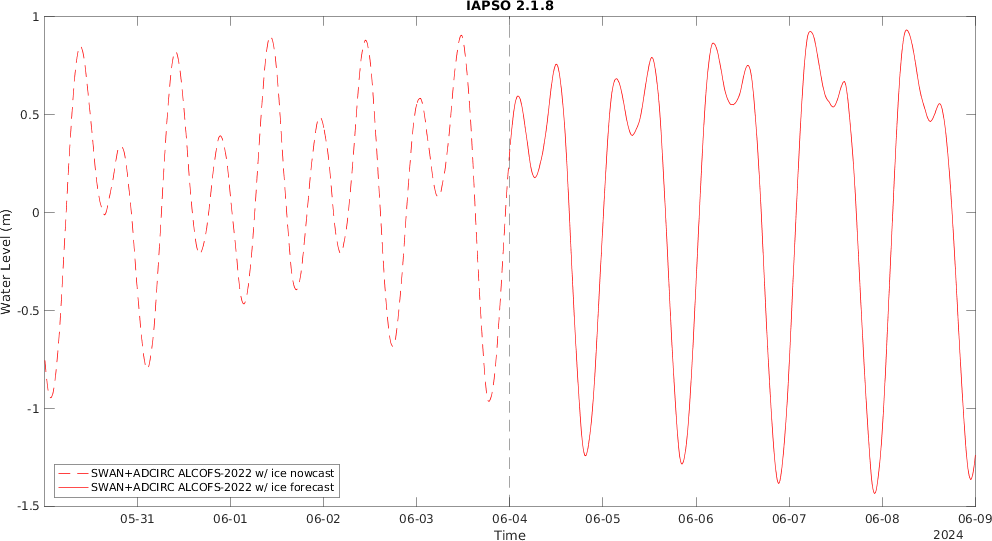 IAPSO 2.1.8
Water Level (m)
1
0.5
0
-0.5
-1
-1.5
SWAN+ADCIRC ALCOFS-2022 w/ ice nowcast
SWAN+ADCIRC ALCOFS-2022 w/ ice forecast
05-31 06-01 06-02 06-03 06-04 06-05 06-06 06-07 06-08 06-09
Time
2024